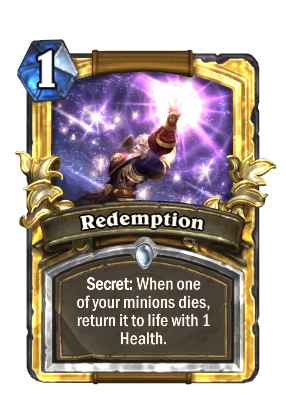 1
Redemption
Secret: When one
of your minions dies,
return it to life with 1
Health.